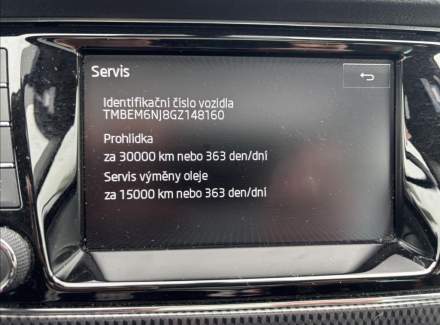 Servis
Identifikační číslo vozidla
TMBEM6NJ8GZ148160
Prohlídka
za 30000 km nebo 363 den/dní
Servis výměny oleje
za 15000 km nebo 363 den/dní